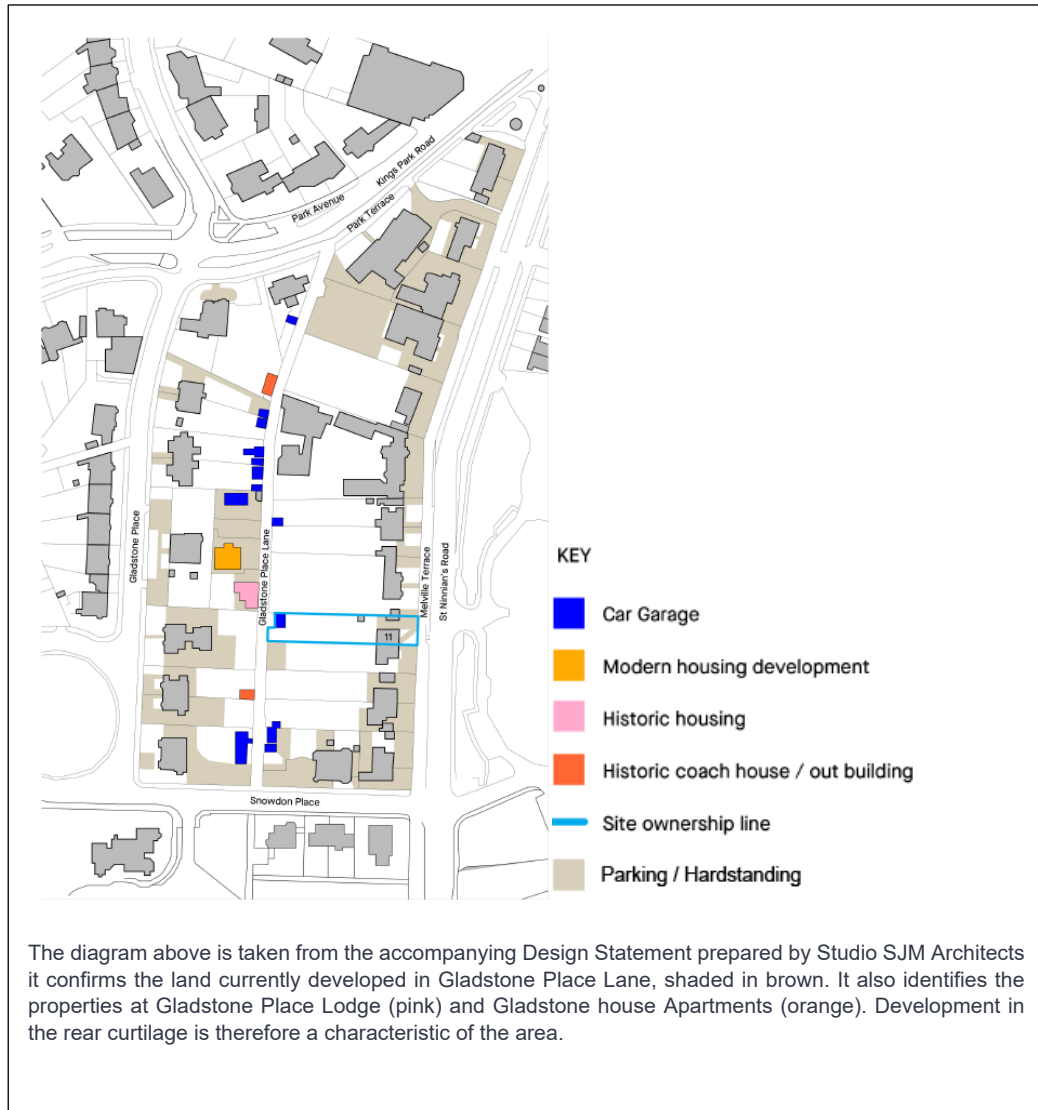 Kings Park Road
Park Avenue
Park Terrace
Gladstone Place
Gladstone Place Lane
Melville Terrace
St Ninnian's Road
11
Snowdon Place
KEY
Car Garage
Modern housing development
Historic housing
Historic coach house / out building
Site ownership line
Parking / Hardstanding
The diagram above is taken from the accompanying Design Statement prepared by Studio SJM Architects
it confirms the land currently developed in Gladstone Place Lane, shaded in brown. It also identifies the
properties at Gladstone Place Lodge (pink) and Gladstone house Apartments (orange). Development in
the rear curtilage is therefore a characteristic of the area.